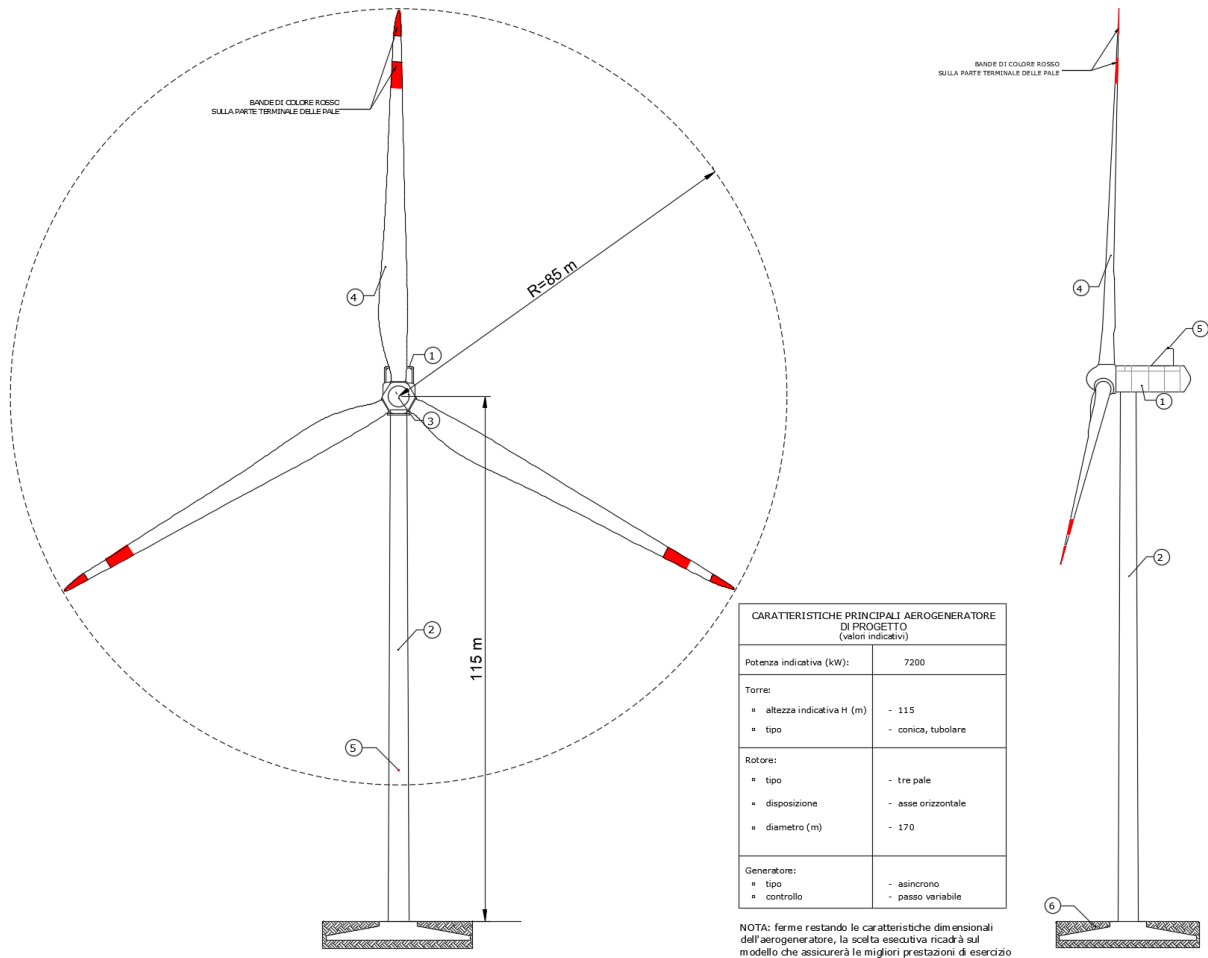 BANDE DI COLORE ROSSO
SULLA PARTE TERMINALE DELLE PALE
4
R=85 m
1
3
2
115 m
5
BANDE DI COLORE ROSSO
SULLA PARTE TERMINALE DELLE PALE
4
5
1
2
6
CARATTERISTICHE PRINCIPALI AEROGENERATORE
DI PROGETTO
(valori indicativi)
Potenza indicativa (kW): 7200
Torre:
altezza indicativa H (m) - 115
tipo - conica, tubolare
Rotore:
tipo - tre pale
disposizione - asse orizzontale
diametro (m) - 170
Generatore:
tipo - asincrono
controllo - passo variabile
NOTA: ferme restando le caratteristiche dimensionali
dell'aerogeneratore, la scelta esecutiva ricadrà sul
modello che assicurerà le migliori prestazioni di esercizio